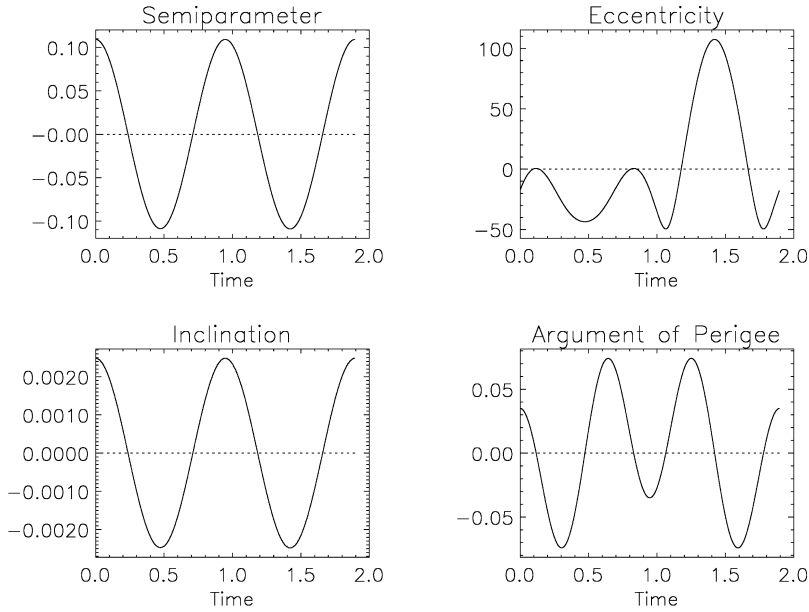 Semiparameter
0.10
0.05
−0.00
−0.05
−0.10
0.0 0.5 1.0 1.5 2.0
Time
Eccentricity
100
50
0
−50
0.0 0.5 1.0 1.5 2.0
Time
Inclination
0.0020
0.0010
0.0000
−0.0010
−0.0020
0.0 0.5 1.0 1.5 2.0
Time
Argument of Perigee
0.05
0.00
−0.05
0.0 0.5 1.0 1.5 2.0
Time